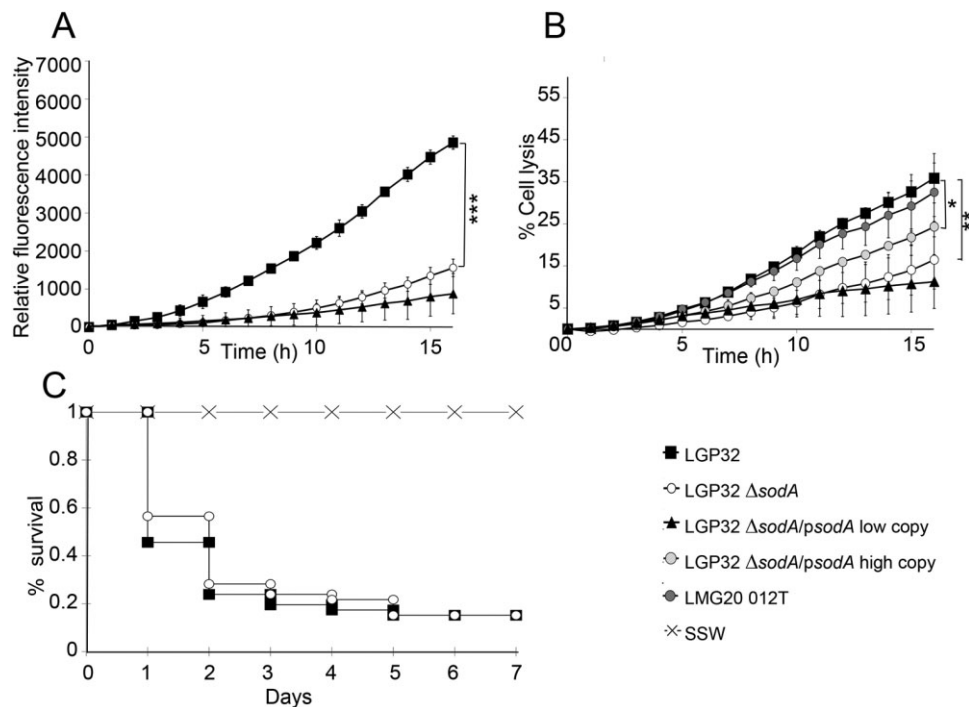 A
Relative fluorescence intensity
7000
6000
5000
4000
3000
2000
1000
0
0 5 10 15
Time (h)
***
B
% Cell lysis
55
45
35
25
15
5
00 5 10 15
Time (h)
*
**
C
% survival
1
0.8
0.6
0.4
0.2
0
0 1 2 3 4 5 6 7
Days
LGP32
LGP32 ΔsodA
LGP32 ΔsodA/psodA low copy
LGP32 ΔsodA/psodA high copy
LMG20 012T
SSW